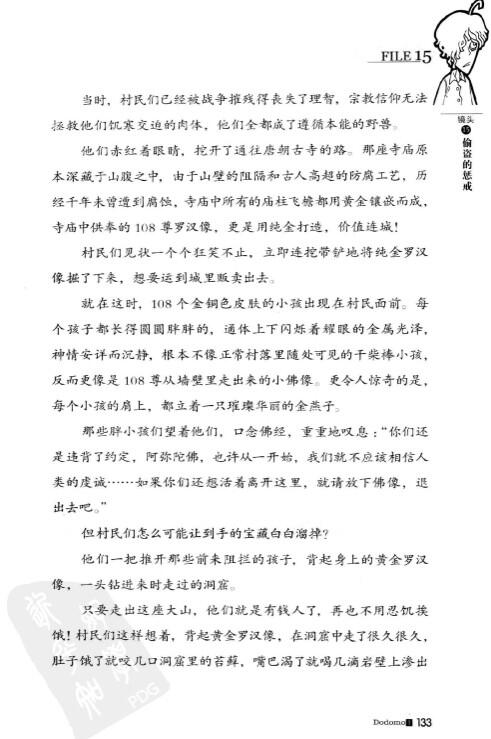 FILE 15
镜头
15
偷盗的惩戒
当时，村民们已经被战争摧残得丧失了理智，宗教信仰无法
拯救他们饥寒交迫的肉体，他们全都成了遵循本能的野兽。
他们赤红着眼睛，挖开了通往唐朝古寺的路。那座寺庙原
本深藏于山腹之中，由于山壁的阻隔和古人高超的防腐工艺，历
经千年未曾遭到腐蚀，寺庙中所有的庙柱飞檐都用黄金镶嵌而成，
寺庙中供奉的 108 尊罗汉像，更是用纯金打造，价值连城！
村民们见状一个个狂笑不止，立即连挖带铲地将纯金罗汉
像掘了下来，想要运到城里贩卖出去。
就在这时，108 个金铜色皮肤的小孩出现在村民面前。每
个孩子都长得圆圆胖胖的，通体上下闪烁着耀眼的金属光泽，
神情安详而沉静，根本不像正常村落里随处可见的干柴棒小孩，
反而更像是 108 尊从墙壁里走出来的小佛像。更令人惊奇的是，
每个小孩的肩上，都立着一只璀璨华丽的金燕子。
那些胖小孩们望着他们，口念佛经，重重地叹息：“你们还
是违背了约定，阿弥陀佛，也许从一开始，我们就不应该相信人
类的虔诚……如果你们还想活着离开这里，就请放下佛像，退
出去吧。”
但村民们怎么可能让到手的宝藏白白溜掉？
他们一把推开那些前来阻拦的孩子，背起身上的黄金罗汉
像，一头钻进来时走过的洞窟。
只要走出这座大山，他们就是有钱人了，再也不用忍饥挨
饿！村民们这样想着，背起黄金罗汉像，在洞窟中走了很久很久，
肚子饿了就咬几口洞窟里的苔藓，嘴巴渴了就喝几滴岩壁上渗出
PDG
Dodomo 1 133